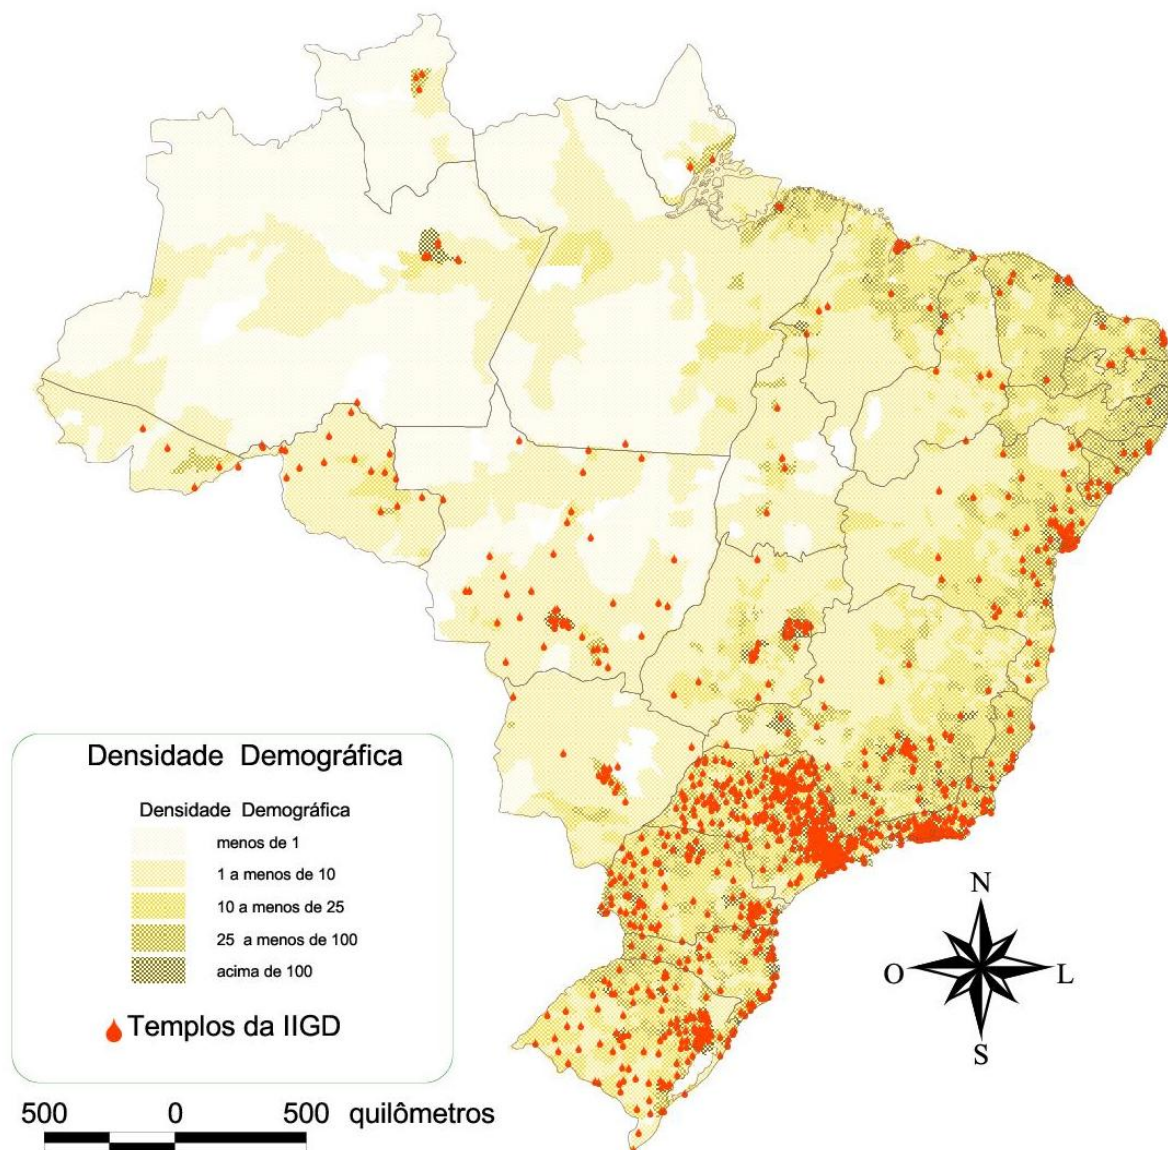 Densidade Demográfica
Densidade Demográfica
menos de 1
1 a menos de 10
10 a menos de 25
25 a menos de 100
acima de 100
Templos da IIGD
N
O
L
S
500 0 500 quilômetros